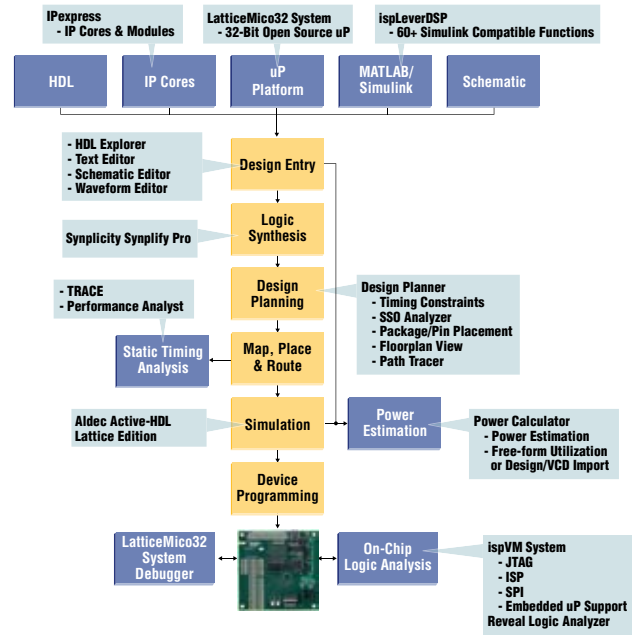 IPexpress
- IP Cores & Modules
LatticeMico32 System
- 32-Bit Open Source uP
ispLeverDSP
- 60+ Simulink Compatible Functions
HDL
IP Cores
uP
Platform
MATLAB/
Simulink
Schematic
- HDL Explorer
- Text Editor
- Schematic Editor
- Waveform Editor
Design Entry
Synplicity Synplify Pro
Logic
Synthesis
Design
Planning
Design Planner
- Timing Constraints
- SSO Analyzer
- Package/Pin Placement
- Floorplan View
- Path Tracer
- TRACE
- Performance Analyst
Static Timing
Analysis
Map, Place
& Route
Aldec Active-HDL
Lattice Edition
Simulation
Power
Estimation
Power Calculator
- Power Estimation
- Free-form Utilization
or Design/VCD Import
Device
Programming
LatticeMico32
System
Debugger
On-Chip
Logic Analysis
ispVM System
- JTAG
- ISP
- SPI
- Embedded uP Support
Reveal Logic Analyzer